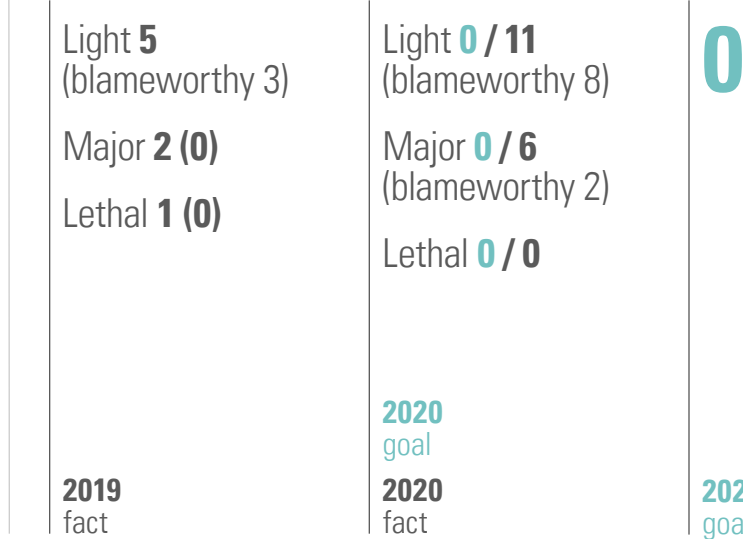 Light 5
(blameworthy 3)
Major 2 (0)
Lethal 1 (0)
2019
fact
Light 0 / 11
(blameworthy 8)
Major 0 / 6
(blameworthy 2)
Lethal 0 / 0
2020
goal
2020
fact
0